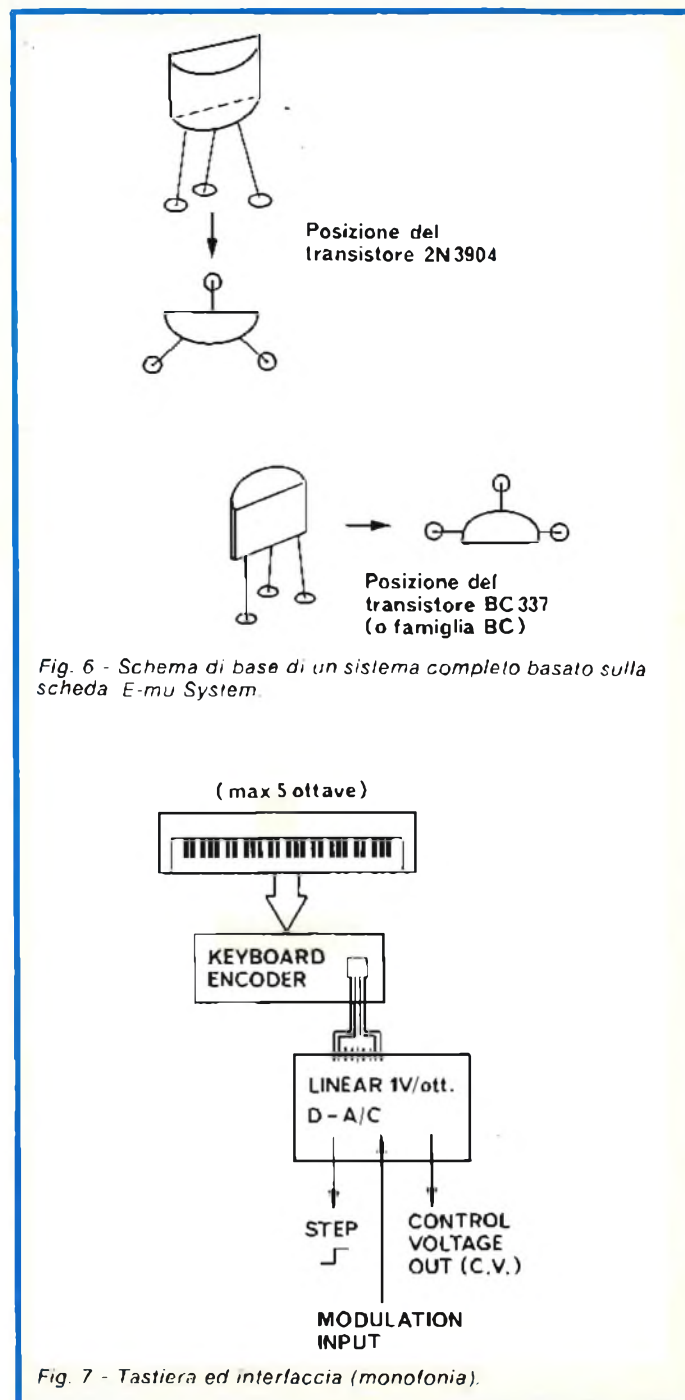 Posizione del
transistore 2N3904
Posizione del
transistore BC337
(o famiglia BC)
Fig. 6 - Schema di base di un sistema completo basato sulla
scheda E-mu System.
(max 5 ottave)
KEYBOARD
ENCODER
LINEAR 1V/ott.
D-A/C
STEP
CONTROL
VOLTAGE
OUT (C.V.)
MODULATION
INPUT
Fig. 7 - Tastiera ed interfaccia (monofonia).